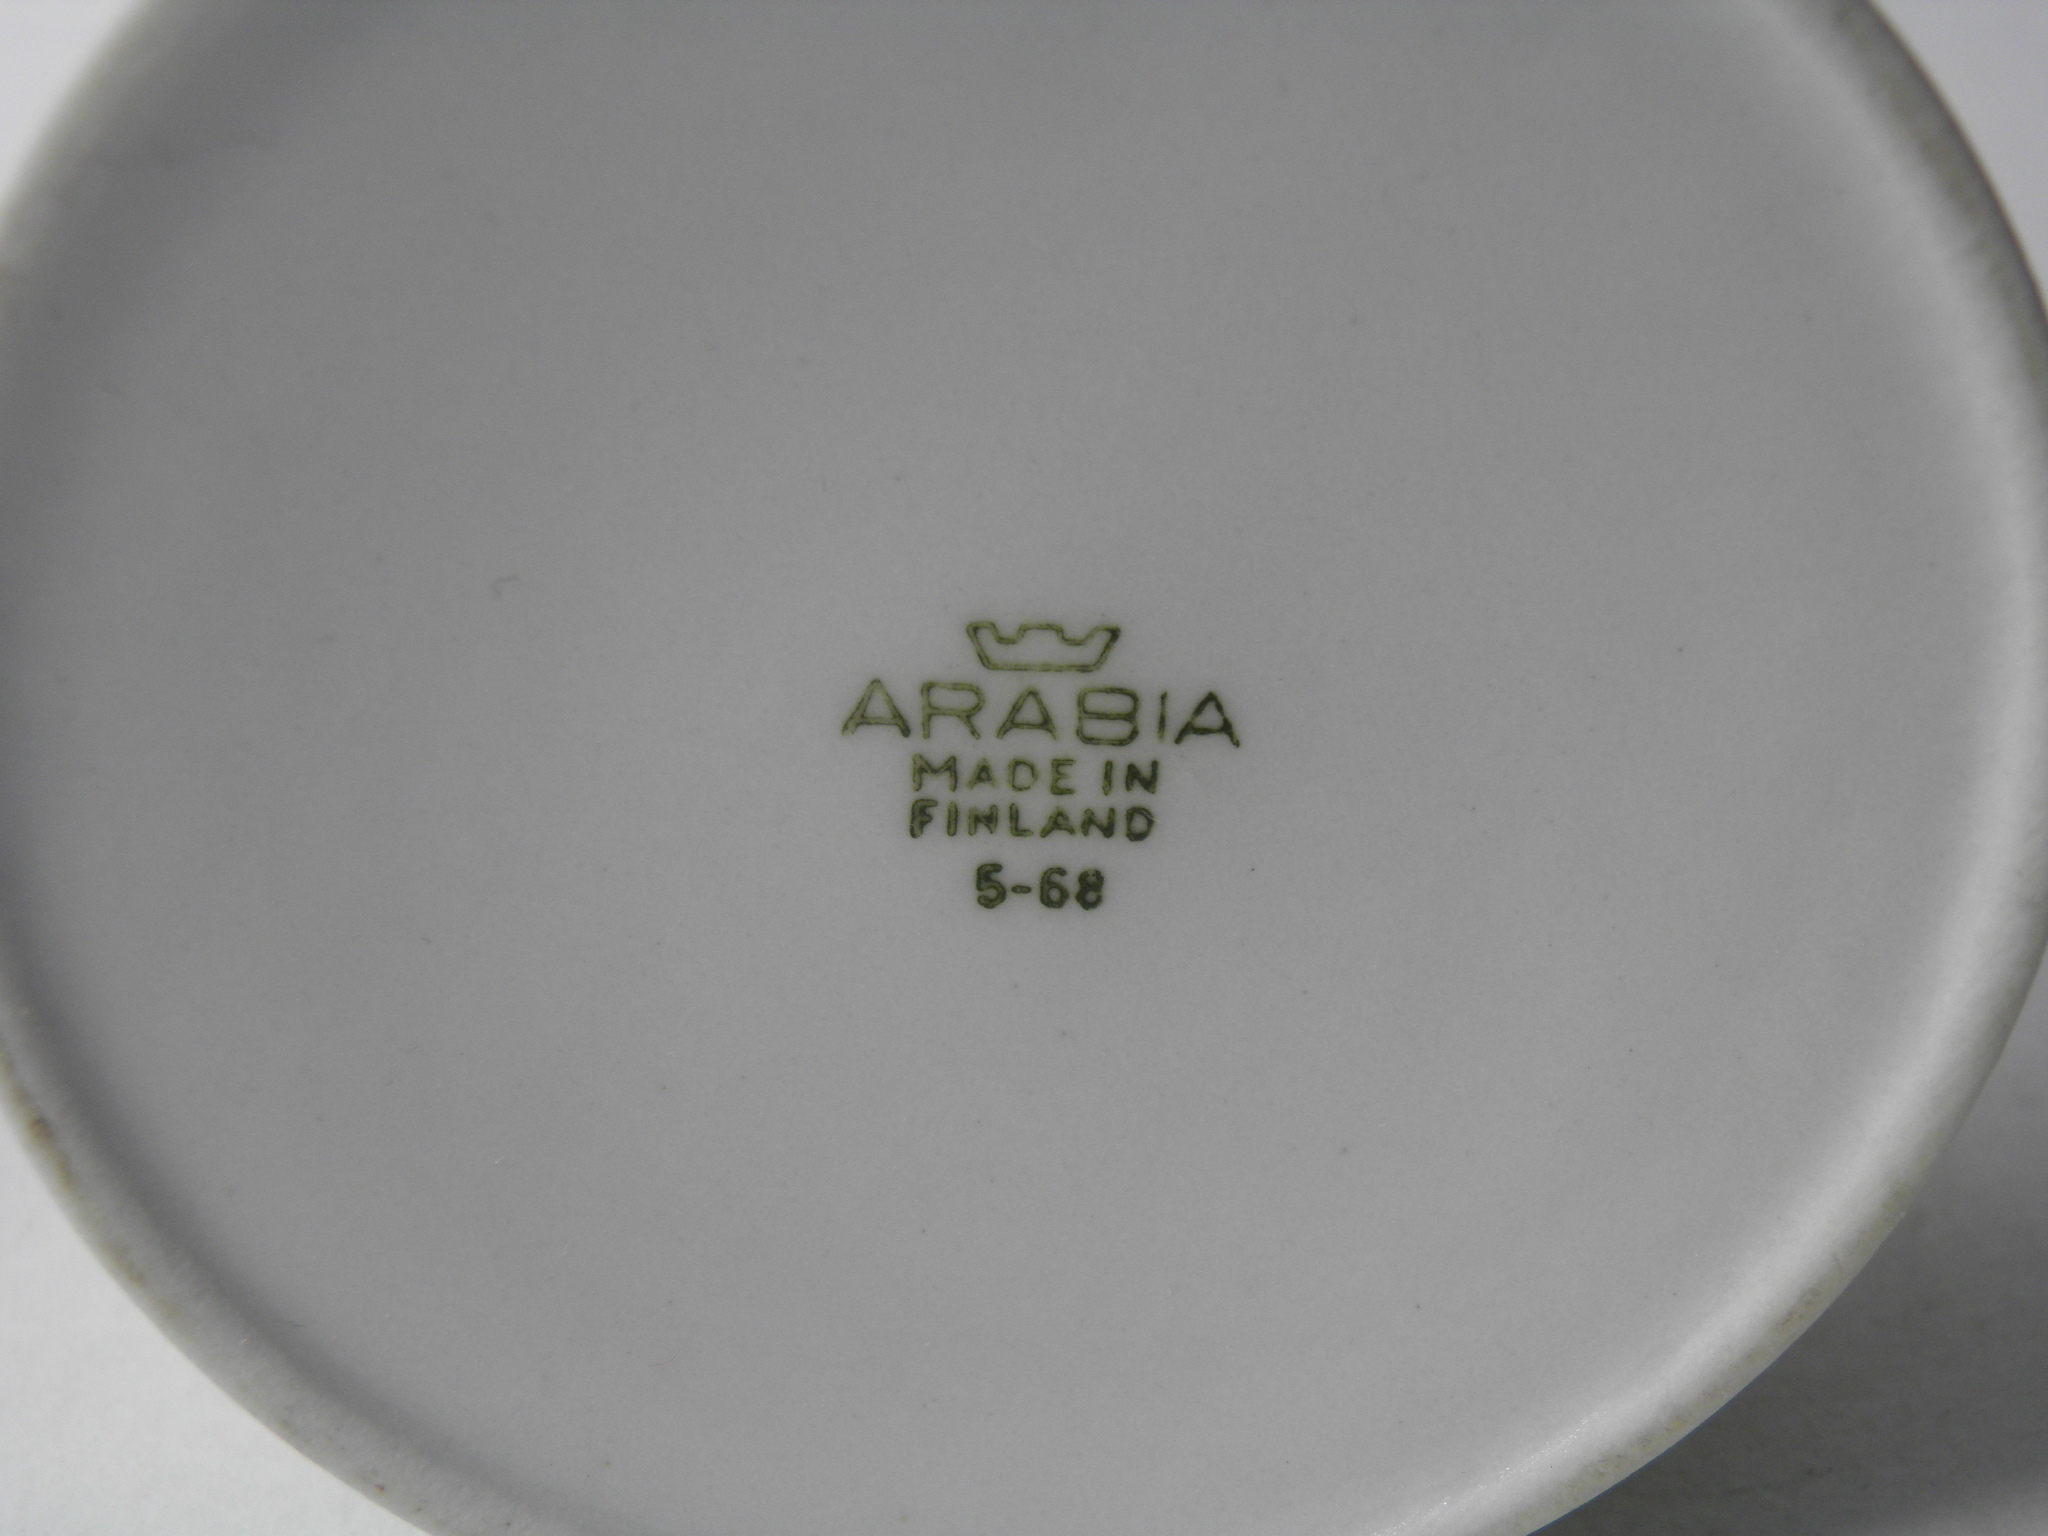 ARABIA
MADE IN
FINLAND
5-68